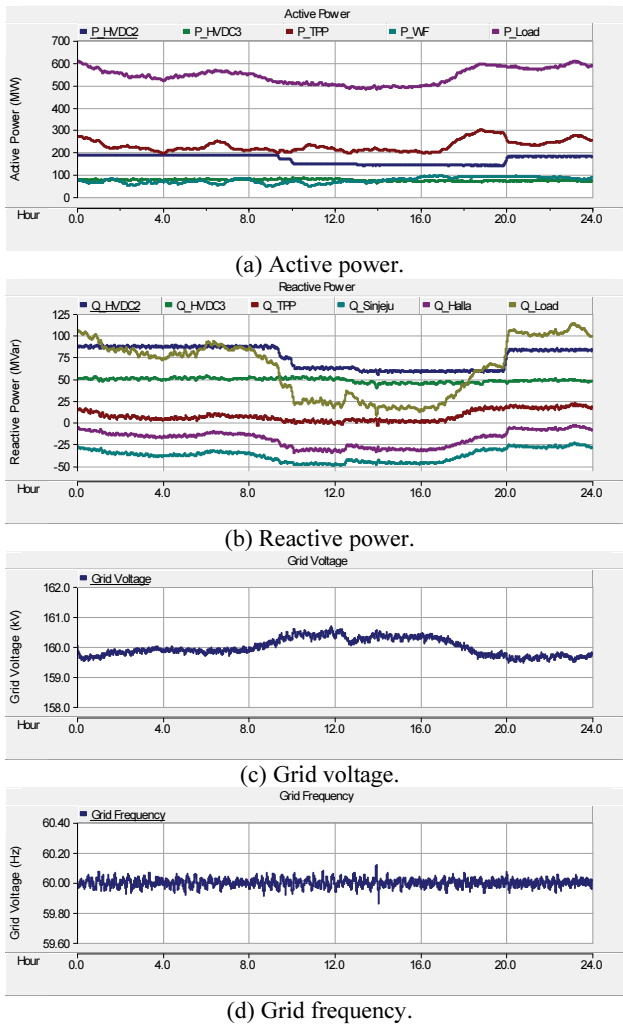 Active Power
P_HVDC2 P_HVDC3 P_TPP P_WF P_Load
700
600
500
400
300
200
100
0
Active Power (MW)
Hour 0.0 4.0 8.0 12.0 16.0 20.0 24.0
(a) Active power.
Reactive Power
Q_HVDC2 Q_HVDC3 Q_TPP Q_Sinjeju Q_Halla Q_Load
125
100
75
50
25
0
-25
-50
Reactive Power (MVar)
Hour 0.0 4.0 8.0 12.0 16.0 20.0 24.0
(b) Reactive power.
Grid Voltage
Grid Voltage
162.0
161.0
160.0
159.0
158.0
Grid Voltage (kV)
Hour 0.0 4.0 8.0 12.0 16.0 20.0 24.0
(c) Grid voltage.
Grid Frequency
Grid Frequency
60.40
60.20
60.00
59.80
59.60
Grid Voltage (Hz)
Hour 0.0 4.0 8.0 12.0 16.0 20.0 24.0
(d) Grid frequency.